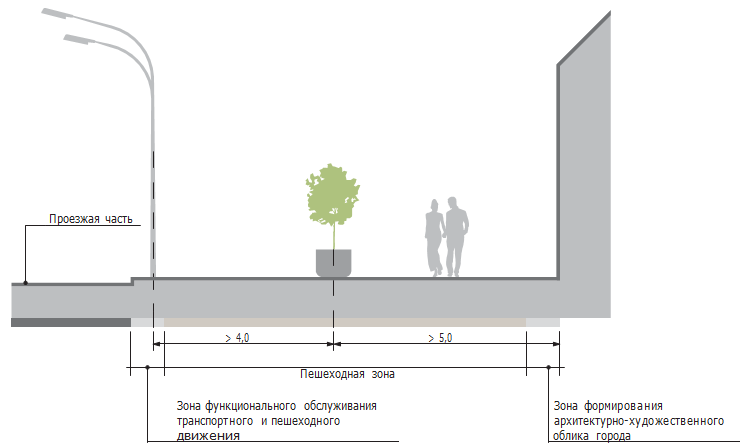 Проезжая часть
> 4,0
> 5,0
Пешеходная зона
Зона функционального обслуживания
транспортного и пешеходного
движения
Зона формирования
архитектурно-художественного
облика города